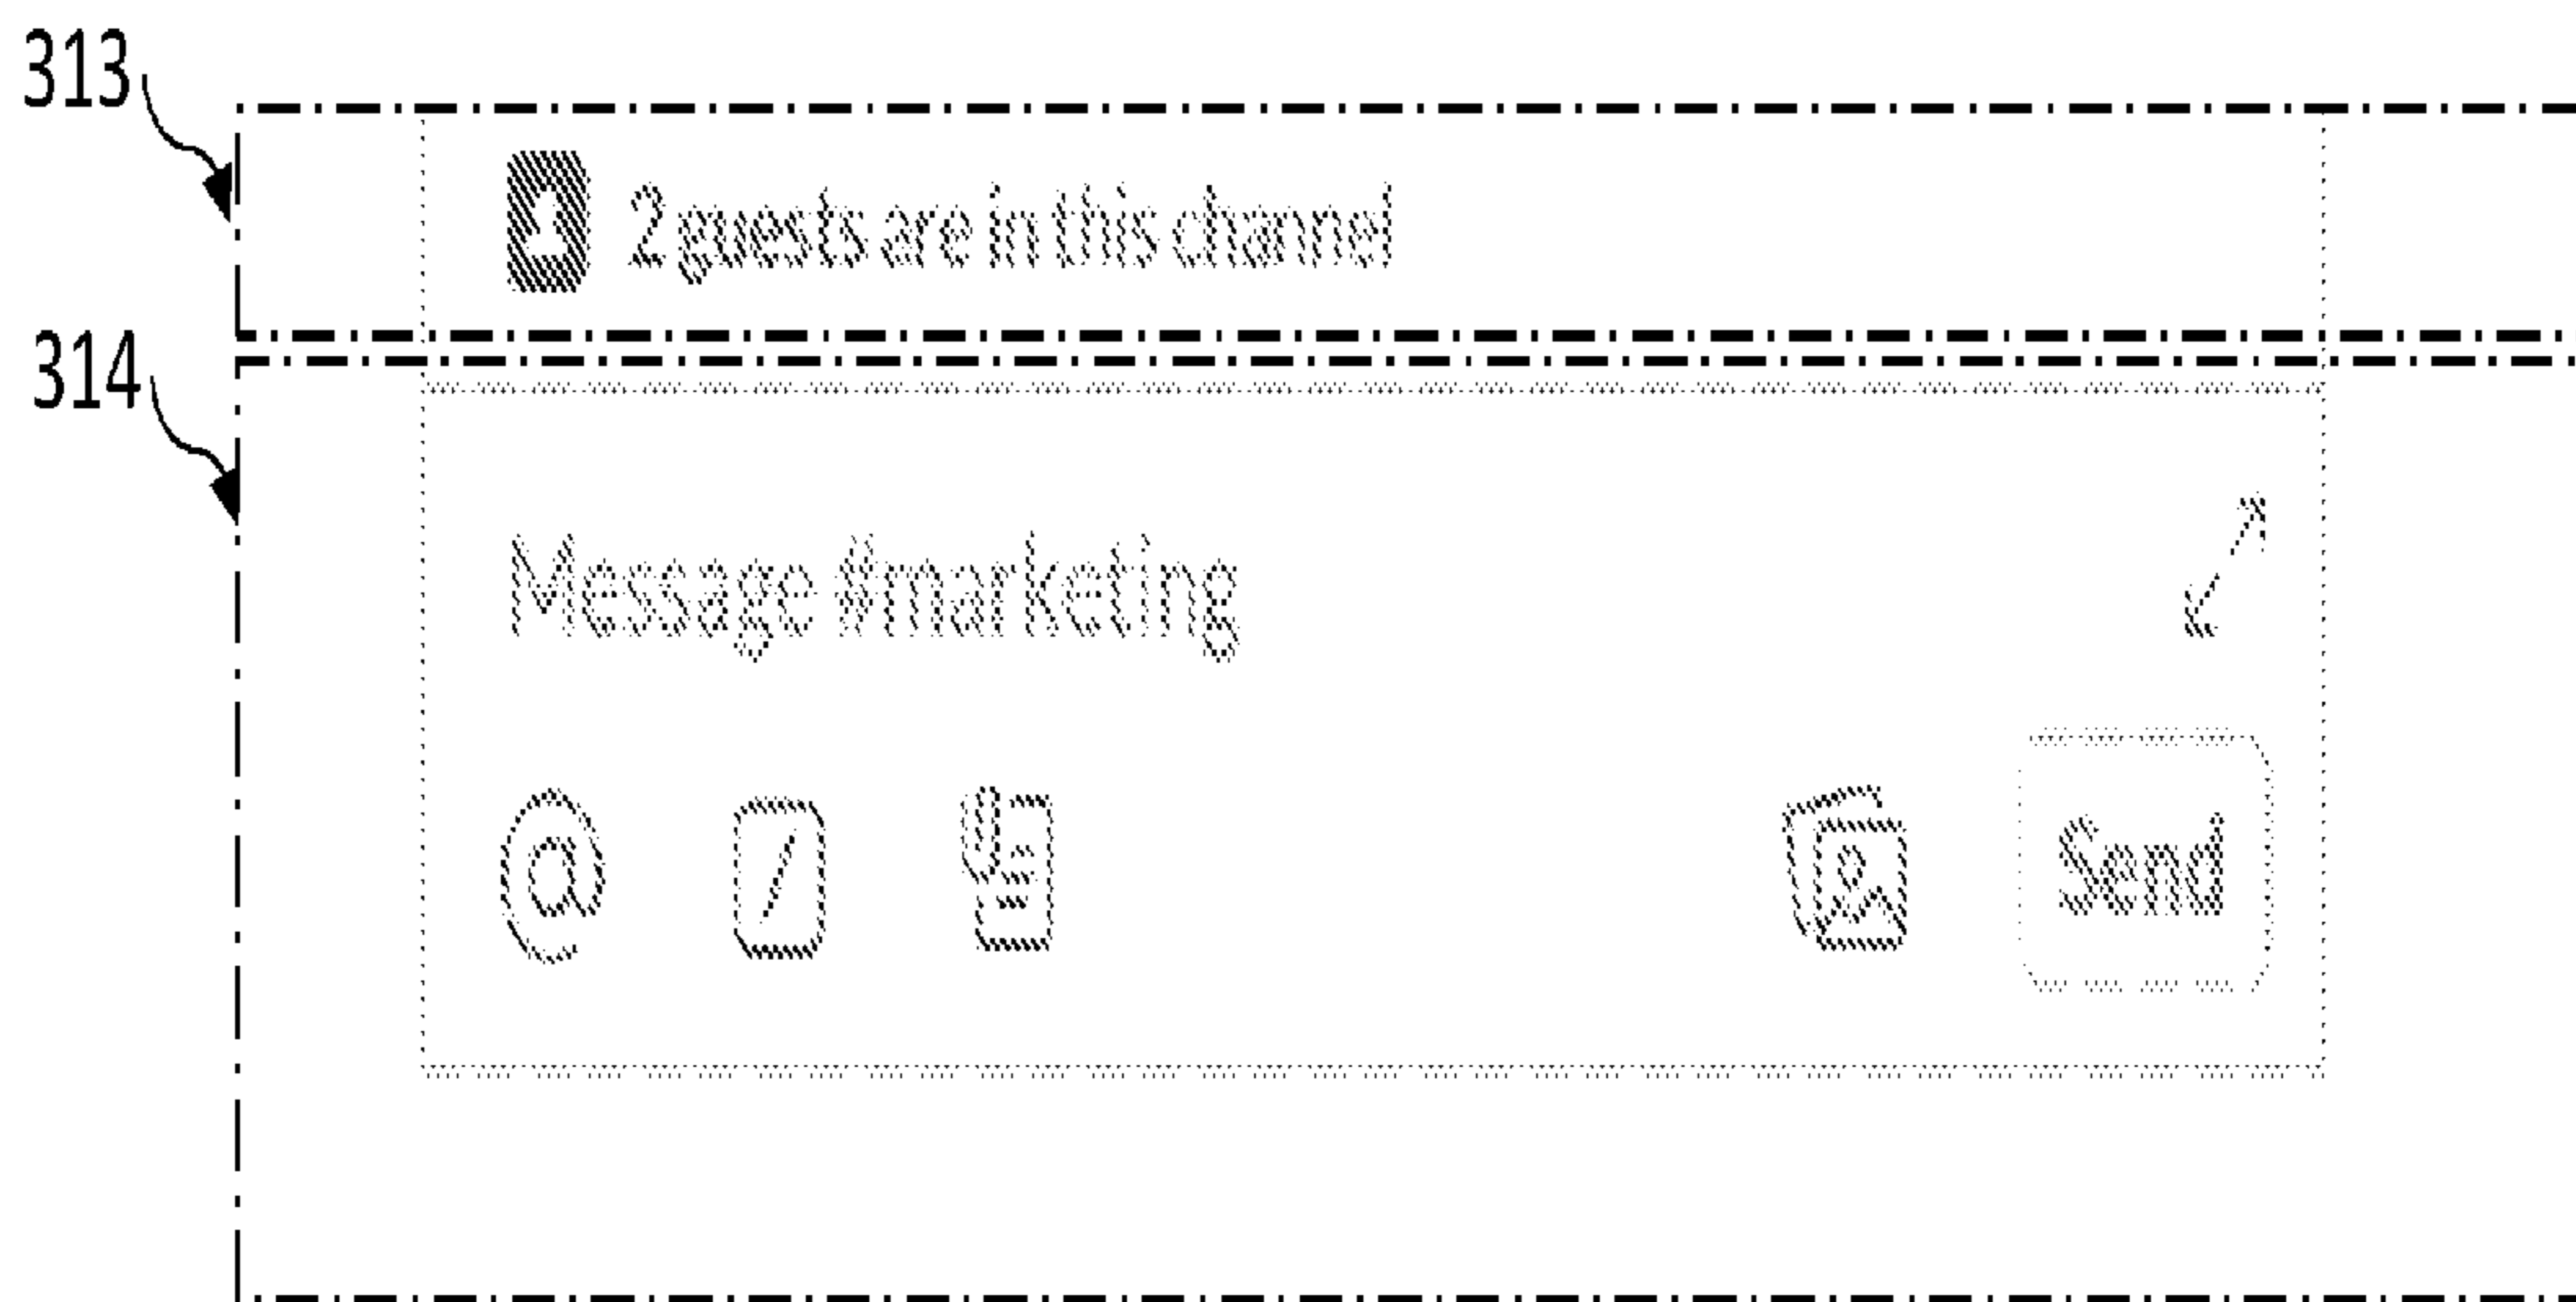 313
2 guests are in this channel
314
Message #marketing
@ / Send